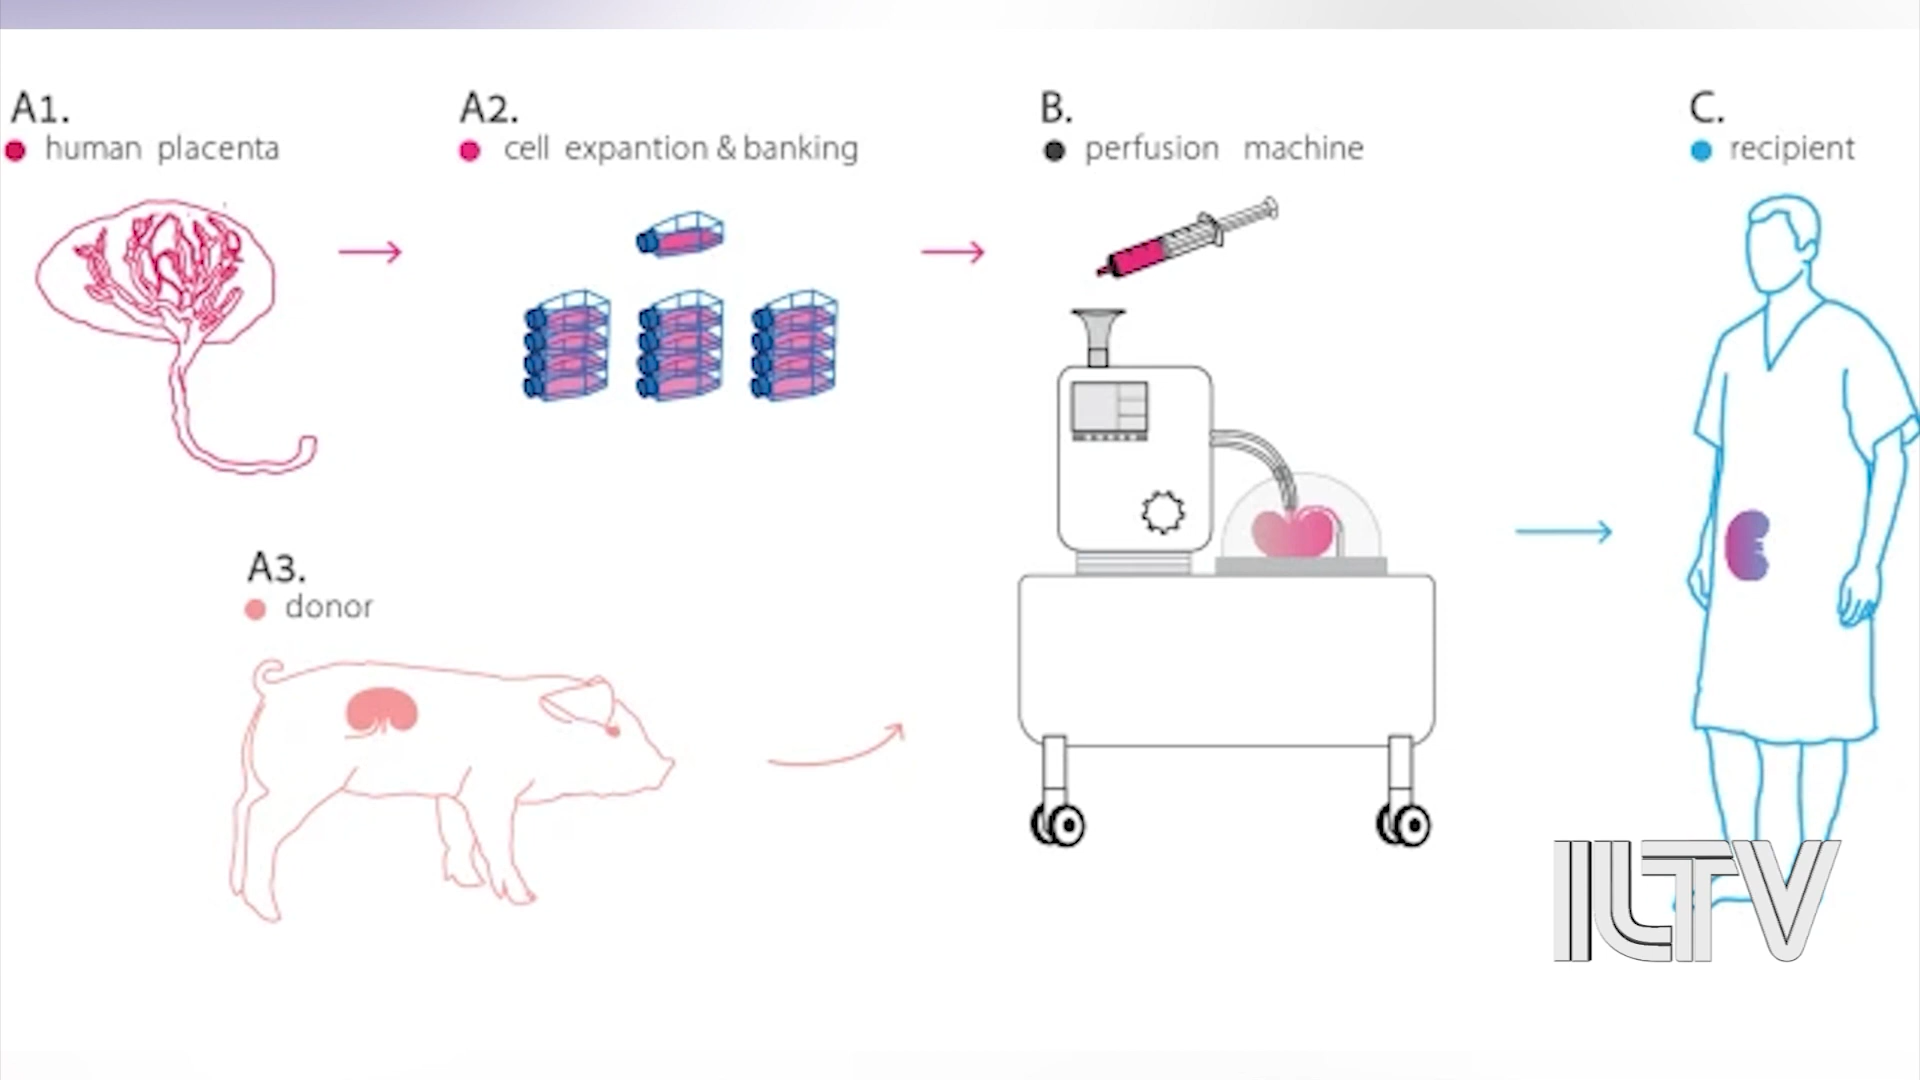 A1.
human placenta
A2.
cell expantion & banking
B.
perfusion machine
C.
recipient
A3.
donor
ILTV